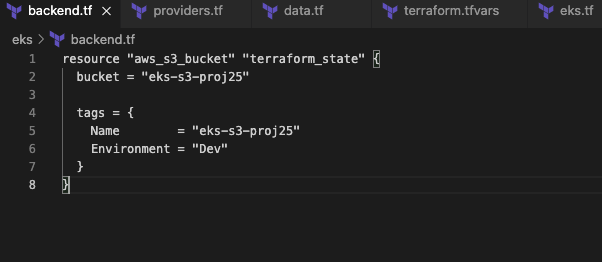 backend.tf × providers.tf data.tf terraform.tfvars eks.tf
eks > backend.tf
1 resource "aws_s3_bucket" "terraform_state" {
2 bucket = "eks-s3-proj25"
3
4 tags = {
5 Name        = "eks-s3-proj25"
6 Environment = "Dev"
7 }
8 }